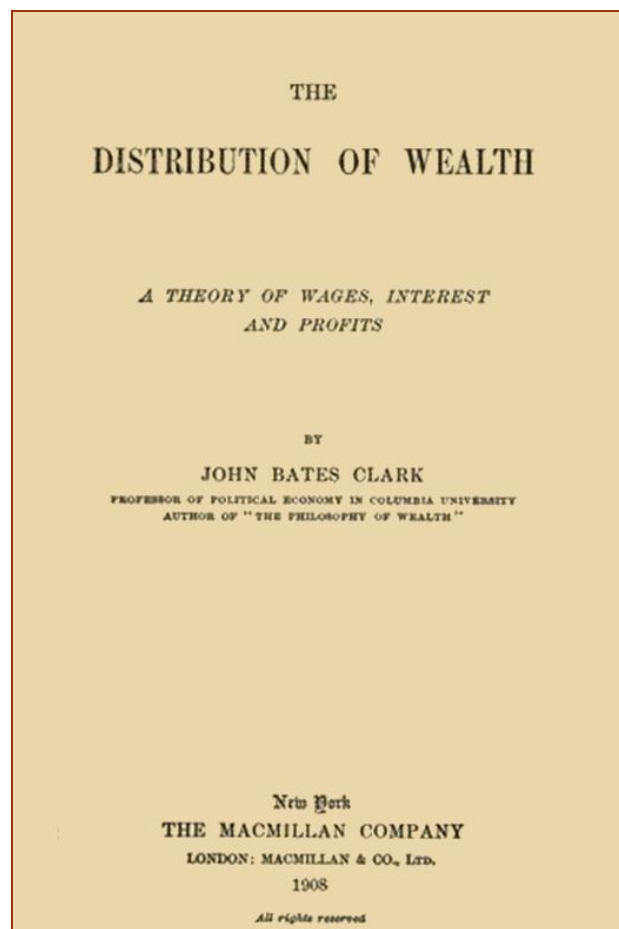 THE
DISTRIBUTION OF WEALTH
A THEORY OF WAGES, INTEREST
AND PROFITS
BY
JOHN BATES CLARK
PROFESSOR OF POLITICAL ECONOMY IN COLUMBIA UNIVERSITY
AUTHOR OF "THE PHILOSOPHY OF WEALTH"
New York
THE MACMILLAN COMPANY
LONDON: MACMILLAN & CO., LTD.
1908
All rights reserved